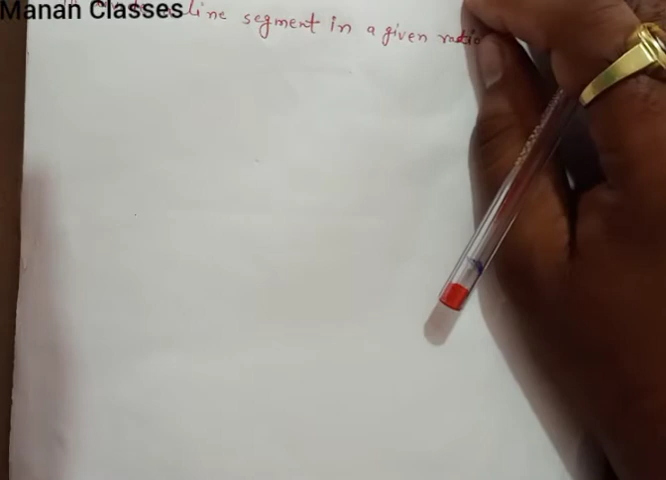 Manan Classes
line segment in a given ratio